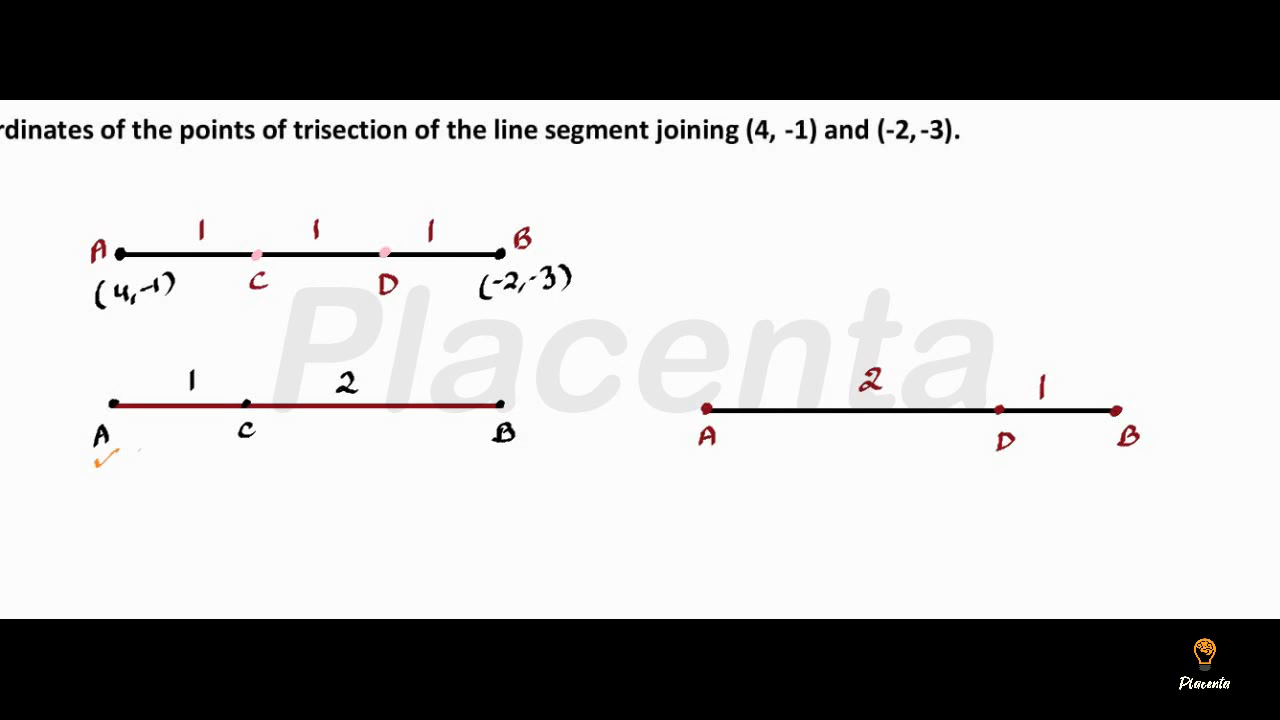 rdinates of the points of trisection of the line segment joining (4, -1) and (-2, -3).
1 1 1
A B
(4,-1) C D (-2,-3)
Placenta
1 2
A C B
2 1
A D B
Placenta